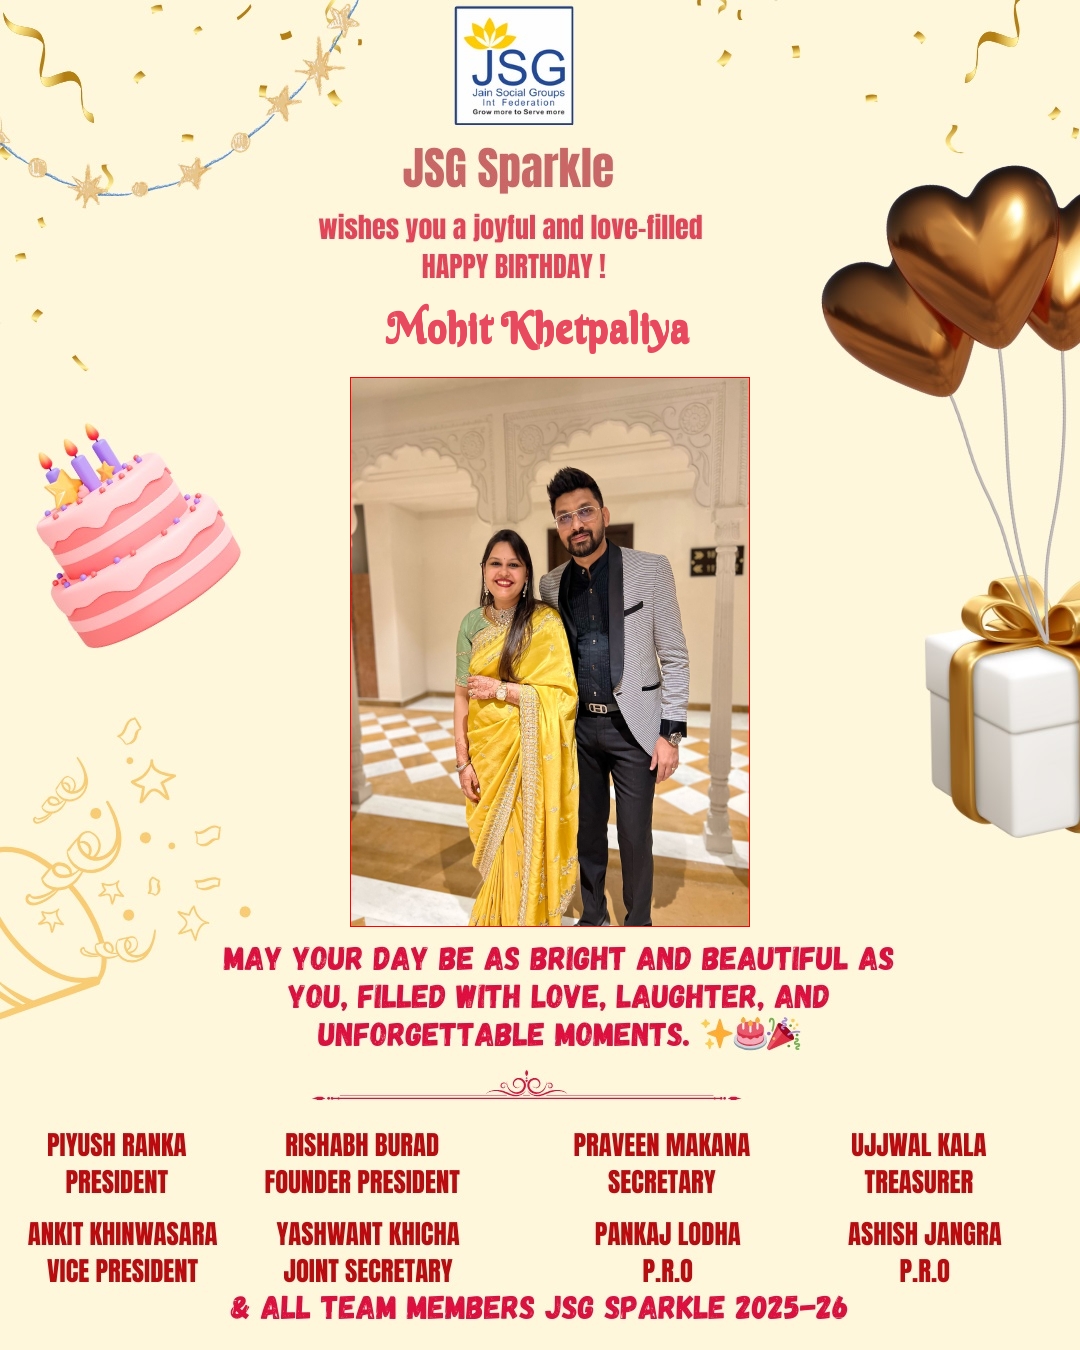 JSG
Jain Social Groups
Int Federation
Grow more to Serve more
JSG Sparkle
wishes you a joyful and love-filled
HAPPY BIRTHDAY !
Mohit Khetpaliya
MAY YOUR DAY BE AS BRIGHT AND BEAUTIFUL AS
YOU, FILLED WITH LOVE, LAUGHTER, AND
UNFORGETTABLE MOMENTS. ✨🎂🎉
PIYUSH RANKA
PRESIDENT
RISHABH BURAD
FOUNDER PRESIDENT
PRAVEEN MAKANA
SECRETARY
UJJWAL KALA
TREASURER
ANKIT KHINWASARA
VICE PRESIDENT
YASHWANT KHICHA
JOINT SECRETARY
PANKAJ LODHA
P.R.O
ASHISH JANGRA
P.R.O
& ALL TEAM MEMBERS JSG SPARKLE 2025-26